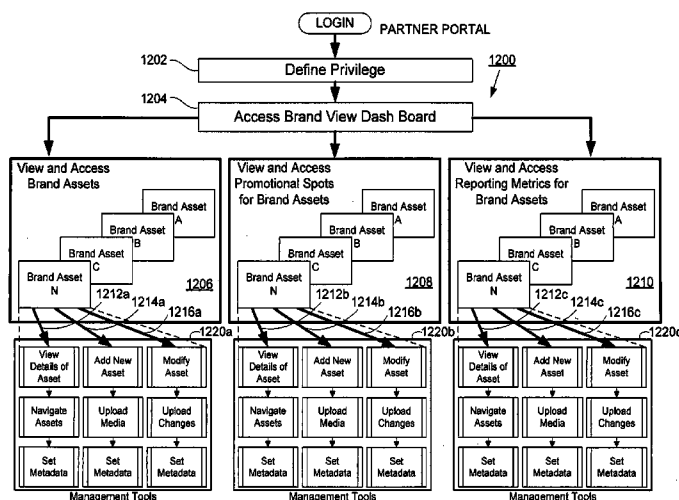 LOGIN
PARTNER PORTAL
1202
Define Privilege
1200
1204
Access Brand View Dash Board
View and Access
Brand Assets
Brand Asset
A
Brand Asset
B
Brand Asset
C
Brand Asset
N
1206
1212a
1214a
1216a
1220a
View and Access
Promotional Spots
for Brand Assets
Brand Asset
A
Brand Asset
B
Brand Asset
C
Brand Asset
N
1208
1212b
1214b
1216b
1220b
View and Access
Reporting Metrics for
Brand Assets
Brand Asset
A
Brand Asset
B
Brand Asset
C
Brand Asset
N
1210
1212c
1214c
1216c
1220c
View
Details of
Asset
Add New
Asset
Modify
Asset
Navigate
Assets
Upload
Media
Upload
Changes
Set
Metadata
Set
Metadata
Set
Metadata
Management Tools
View
Details of
Asset
Add New
Asset
Modify
Asset
Navigate
Assets
Upload
Media
Upload
Changes
Set
Metadata
Set
Metadata
Set
Metadata
Management Tools
View
Details of
Asset
Add New
Asset
Modify
Asset
Navigate
Assets
Upload
Media
Upload
Changes
Set
Metadata
Set
Metadata
Set
Metadata
Management Tools